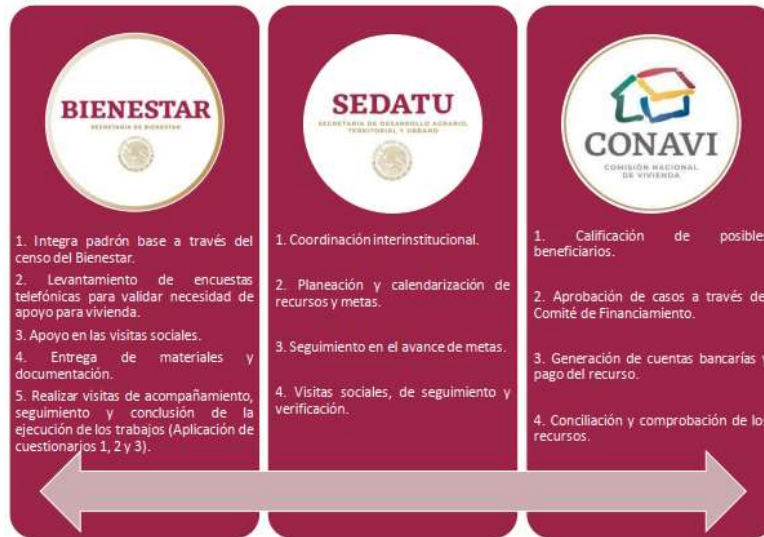 BIENESTAR
SECRETARÍA DE BIENESTAR
1. Integra padrón base a través del
censo del Bienestar.
2. Levantamiento de encuestas
telefónicas para validar necesidad de
apoyo para vivienda.
3. Apoyo en las visitas sociales.
4. Entrega de materiales y
documentación.
5. Realizar visitas de acompañamiento,
seguimiento y conclusión de la
ejecución de los trabajos (Aplicación de
cuestionarios 1, 2 y 3).
SEDATU
SECRETARÍA DE DESARROLLO AGRARIO,
TERRITORIAL Y URBANO
1. Coordinación interinstitucional.
2. Planeación y calendarización de
recursos y metas.
3. Seguimiento en el avance de metas.
4. Visitas sociales, de seguimiento y
verificación.
CONAVI
COMISIÓN NACIONAL
DE VIVIENDA
1. Calificación de posibles
beneficiarios.
2. Aprobación de casos a través de
Comité de Financiamiento.
3. Generación de cuentas bancarías y
pago del recurso.
4. Conciliación y comprobación de los
recursos.